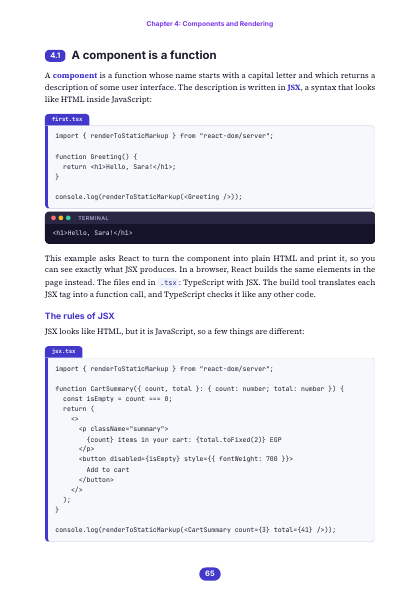 Chapter 4: Components and Rendering
4.1 A component is a function
A component is a function whose name starts with a capital letter and which returns a
description of some user interface. The description is written in JSX, a syntax that looks
like HTML inside JavaScript:
first.tsx
import { renderToStaticMarkup } from "react-dom/server";
function Greeting() {
  return <h1>Hello, Sara!</h1>;
}
console.log(renderToStaticMarkup(<Greeting />));
TERMINAL
<h1>Hello, Sara!</h1>
This example asks React to turn the component into plain HTML and print it, so you
can see exactly what JSX produces. In a browser, React builds the same elements in the
page instead. The files end in .tsx: TypeScript with JSX. The build tool translates each
JSX tag into a function call, and TypeScript checks it like any other code.
The rules of JSX
JSX looks like HTML, but it is JavaScript, so a few things are different:
jsx.tsx
import { renderToStaticMarkup } from "react-dom/server";
function CartSummary({ count, total }: { count: number; total: number }) {
  const isEmpty = count === 0;
  return (
    <>
      <p className="summary">
        {count} items in your cart: {total.toFixed(2)} EGP
      </p>
      <button disabled={isEmpty} style={{ fontWeight: 700 }}>
        Add to cart
      </button>
    </>
  );
}
console.log(renderToStaticMarkup(<CartSummary count={3} total={41} />));
65